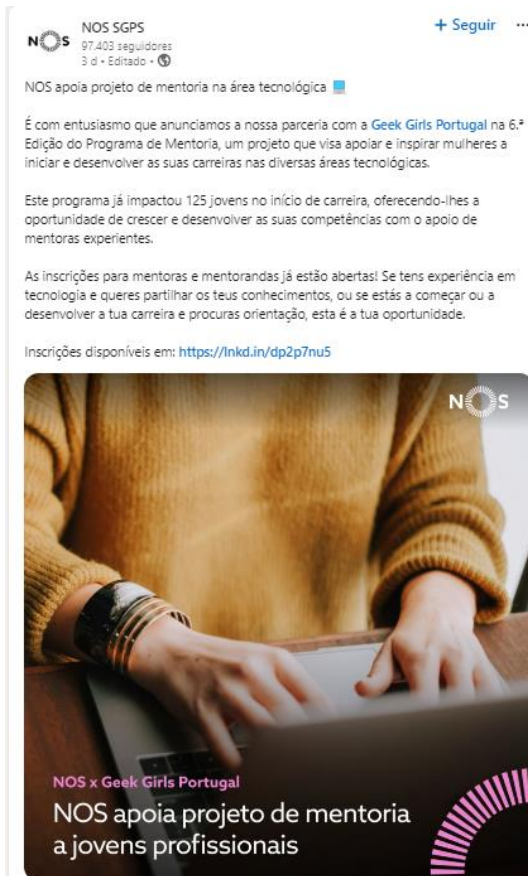 NOS
NOS SGPS
+ Seguir ...
97.403 seguidores
3 d • Editado •
NOS apoia projeto de mentoria na área tecnológica
É com entusiasmo que anunciamos a nossa parceria com a Geek Girls Portugal na 6.ª
Edição do Programa de Mentoria, um projeto que visa apoiar e inspirar mulheres a
iniciar e desenvolver as suas carreiras nas diversas áreas tecnológicas.
Este programa já impactou 125 jovens no início de carreira, oferecendo-lhes a
oportunidade de crescer e desenvolver as suas competências com o apoio de
mentoras experientes.
As inscrições para mentoras e mentorandas já estão abertas! Se tens experiência em
tecnologia e queres partilhar os teus conhecimentos, ou se estás a começar ou a
desenvolver a tua carreira e procuras orientação, esta é a tua oportunidade.
Inscrições disponíveis em: https://lnkd.in/dp2p7nu5
NOS
NOS x Geek Girls Portugal
NOS apoia projeto de mentoria
a jovens profissionais